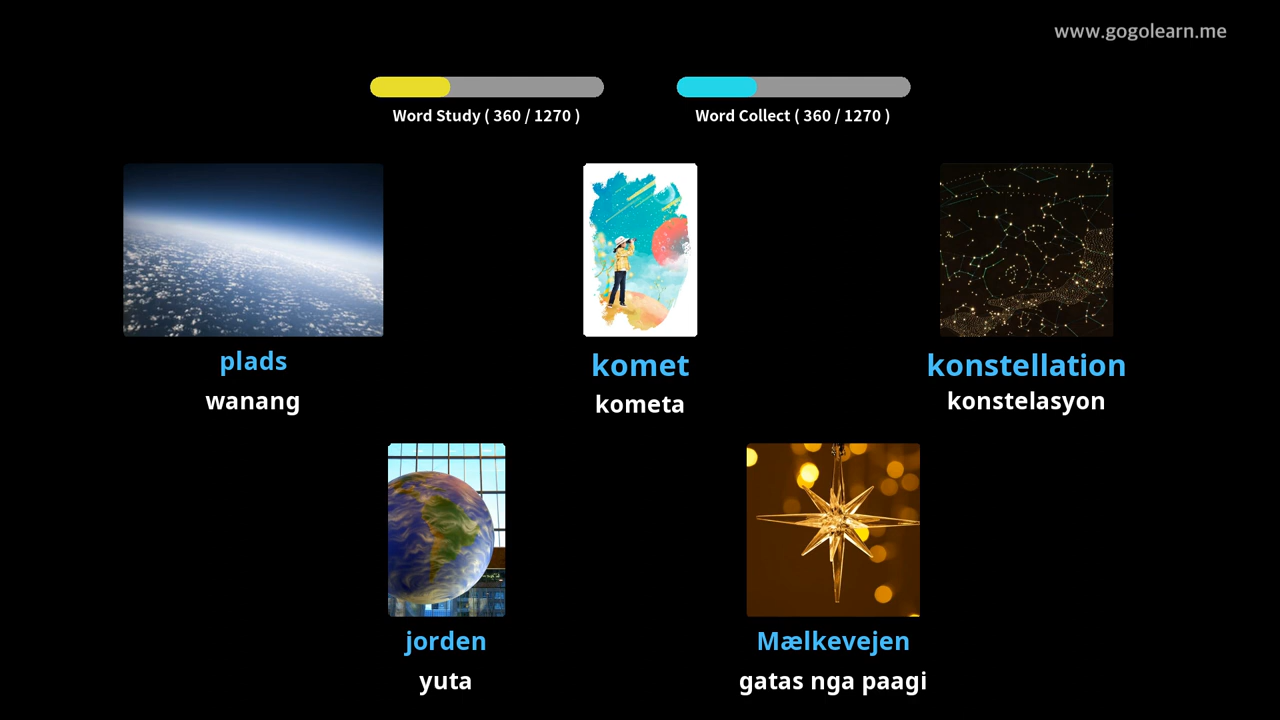 www.gogolearn.me
Word Study ( 360 / 1270 )
Word Collect ( 360 / 1270 )
plads
wanang
komet
kometa
konstellation
konstelasyon
jorden
yuta
Mælkevejen
gatas nga paagi